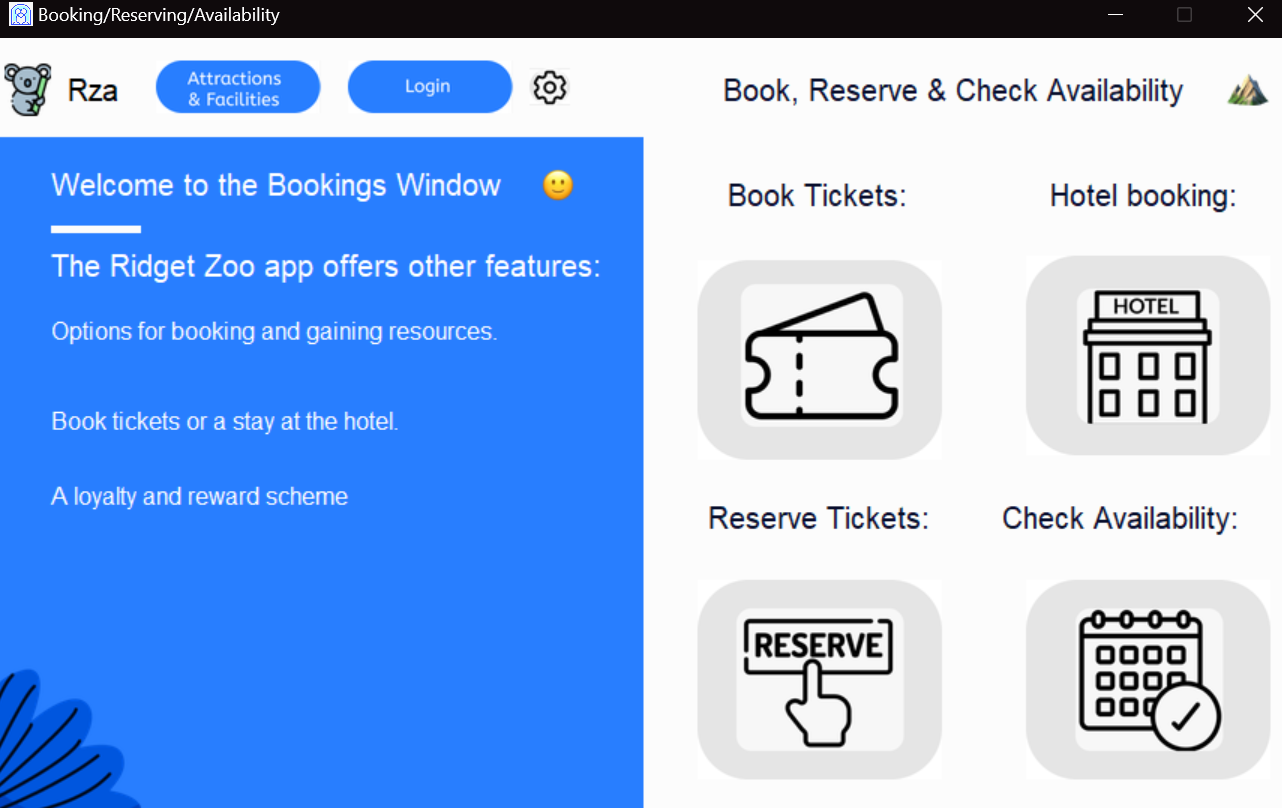 Booking/Reserving/Availability
Rza
Attractions
& Facilities
Login
Book, Reserve & Check Availability
Welcome to the Bookings Window
The Ridget Zoo app offers other features:
Options for booking and gaining resources.
Book tickets or a stay at the hotel.
A loyalty and reward scheme
Book Tickets:
Hotel booking:
HOTEL
Reserve Tickets:
Check Availability:
RESERVE